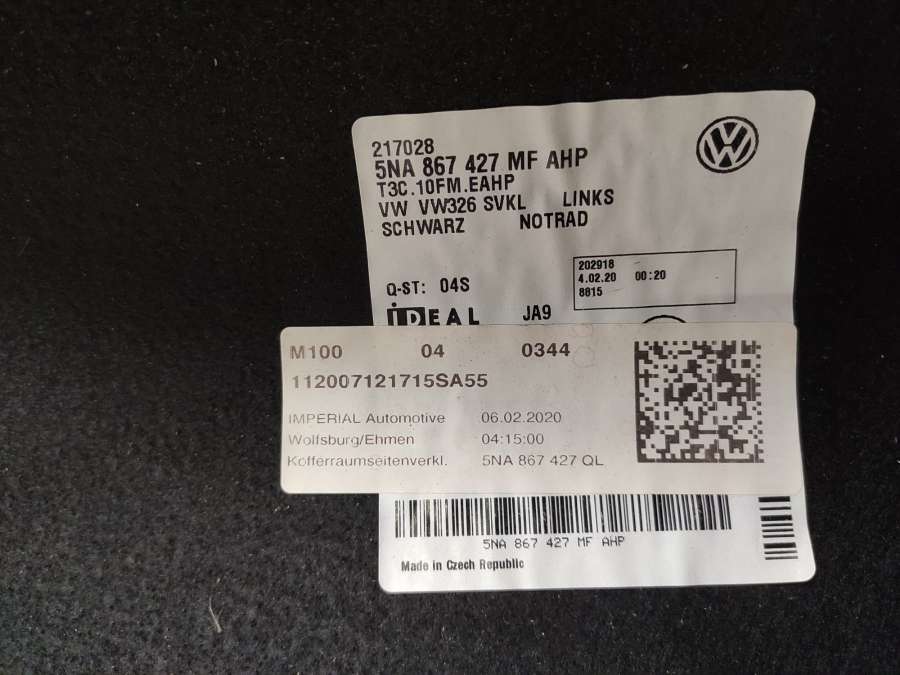 217028
5NA 867 427 MF AHP
T3C.10FM.EAHP
VW VW326 SVKL LINKS
SCHWARZ NOTRAD
202918
4.02.20 00:20
8815
Q-ST: 04S
iDEAL JA9
M100 04 0344
112007121715SA55
IMPERIAL Automotive 06.02.2020
Wolfsburg/Ehmen 04:15:00
Kofferraumseitenverkl. 5NA 867 427 QL
5NA 867 427 MF AHP
Made in Czech Republic